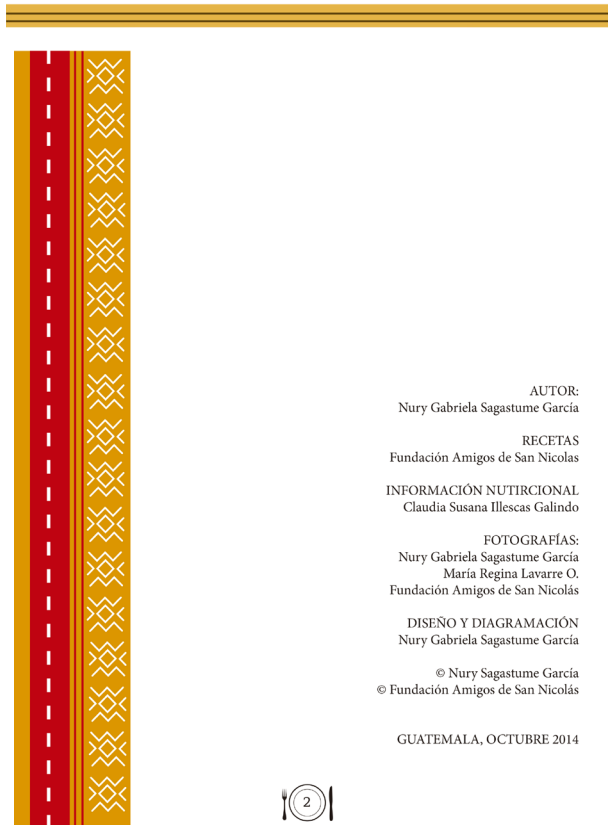 AUTOR:
Nury Gabriela Sagastume García
RECETAS
Fundación Amigos de San Nicolas
INFORMACIÓN NUTIRCIONAL
Claudia Susana Illescas Galindo
FOTOGRAFÍAS:
Nury Gabriela Sagastume García
María Regina Lavarre O.
Fundación Amigos de San Nicolás
DISEÑO Y DIAGRAMACIÓN
Nury Gabriela Sagastume García
© Nury Sagastume García
© Fundación Amigos de San Nicolás
GUATEMALA, OCTUBRE 2014
2